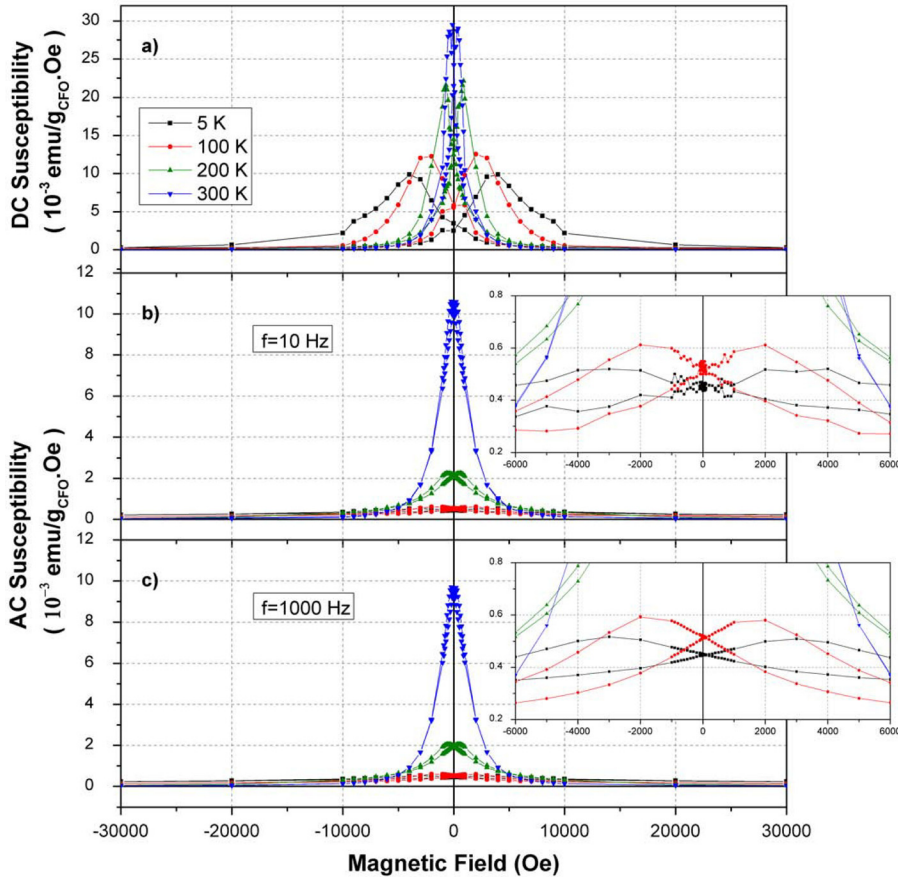 DC Susceptibility
( 10⁻³ emu/g_CFO.Oe )
a)
30
25
20
15
10
5
0
5 K
100 K
200 K
300 K
AC Susceptibility
( 10⁻³ emu/g_CFO.Oe )
12
10
8
6
4
2
0
b)
f=10 Hz
0.8
0.6
0.4
0.2
-6000 -4000 -2000 0 2000 4000 6000
12
10
8
6
4
2
0
c)
f=1000 Hz
0.8
0.6
0.4
0.2
-6000 -4000 -2000 0 2000 4000 6000
-30000 -20000 -10000 0 10000 20000 30000
Magnetic Field (Oe)